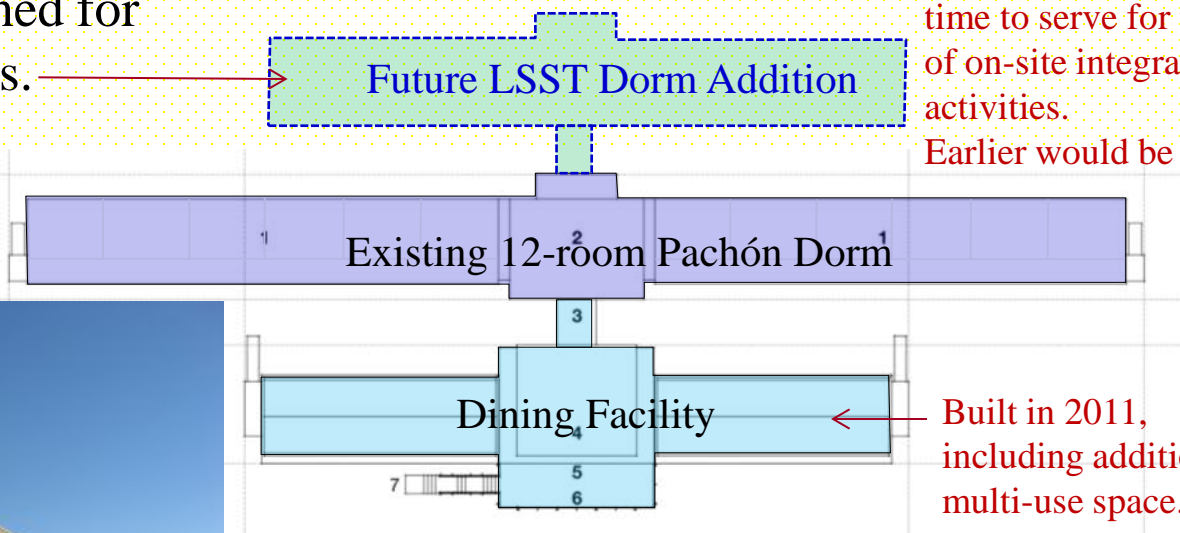 ned for
s.
time to serve for
of on-site integra
activities.
Earlier would be
Future LSST Dorm Addition
1 2 1
Existing 12-room Pachón Dorm
3
Dining Facility
4
5
7
6
Built in 2011,
including additio
multi-use space.